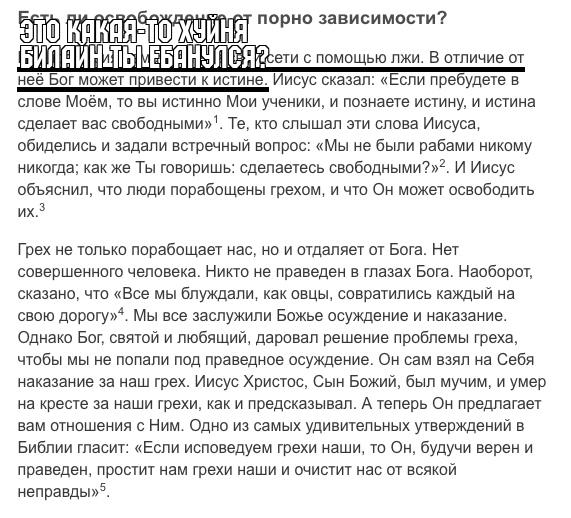 Есть ли освобождение от порно зависимости?
ЭТО КАКАЯ-ТО ХУЙНЯ
БИЛАЙН ТЫ ЕБАНУЛСЯ?
сети с помощью лжи. В отличие от
неё Бог может привести к истине. Иисус сказал: «Если пребудете в
слове Моём, то вы истинно Мои ученики, и познаете истину, и истина
сделает вас свободными»1. Те, кто слышал эти слова Иисуса,
обиделись и задали встречный вопрос: «Мы не были рабами никому
никогда; как же Ты говоришь: сделаетесь свободными?»2. И Иисус
объяснил, что люди порабощены грехом, и что Он может освободить
их.3
Грех не только порабощает нас, но и отдаляет от Бога. Нет
совершенного человека. Никто не праведен в глазах Бога. Наоборот,
сказано, что «Все мы блуждали, как овцы, совратились каждый на
свою дорогу»4. Мы все заслужили Божье осуждение и наказание.
Однако Бог, святой и любящий, даровал решение проблемы греха,
чтобы мы не попали под праведное осуждение. Он сам взял на Себя
наказание за наш грех. Иисус Христос, Сын Божий, был мучим, и умер
на кресте за наши грехи, как и предсказывал. А теперь Он предлагает
вам отношения с Ним. Одно из самых удивительных утверждений в
Библии гласит: «Если исповедуем грехи наши, то Он, будучи верен и
праведен, простит нам грехи наши и очистит нас от всякой
неправды»5.